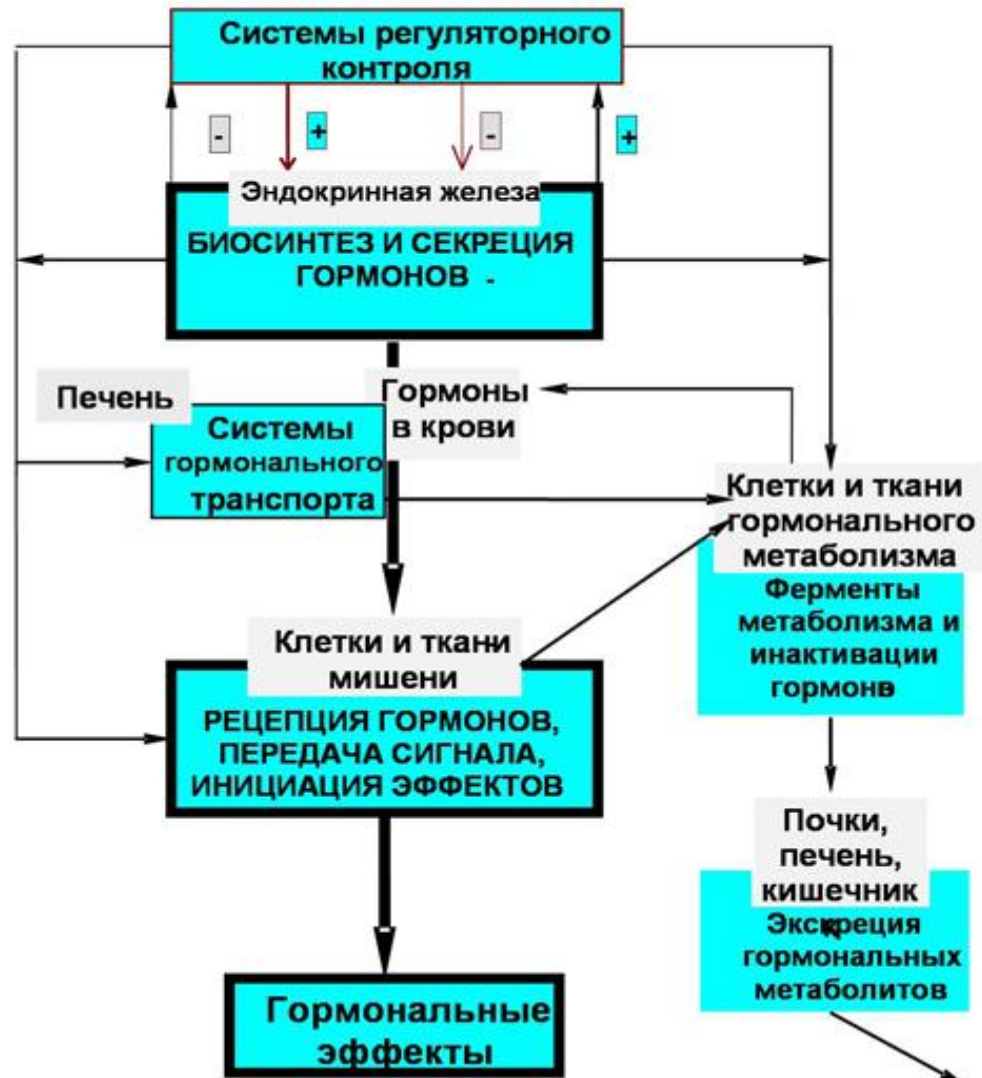 Системы регуляторного
контроля
-
+
-
+
Эндокринная железа
БИОСИНТЕЗ И СЕКРЕЦИЯ
ГОРМОНОВ -
Печень
Гормоны
в крови
Системы
гормонального
транспорта
Клетки и ткани
гормонального
метаболизма
Ферменты
метаболизма и
инактивации
гормонв
Клетки и ткани
мишени
РЕЦЕПЦИЯ ГОРМОНОВ,
ПЕРЕДАЧА СИГНАЛА,
ИНИЦИАЦИЯ ЭФФЕКТОВ
Почки,
печень,
кишечник
Экскреция
гормональных
метаболитов
Гормональные
эффекты